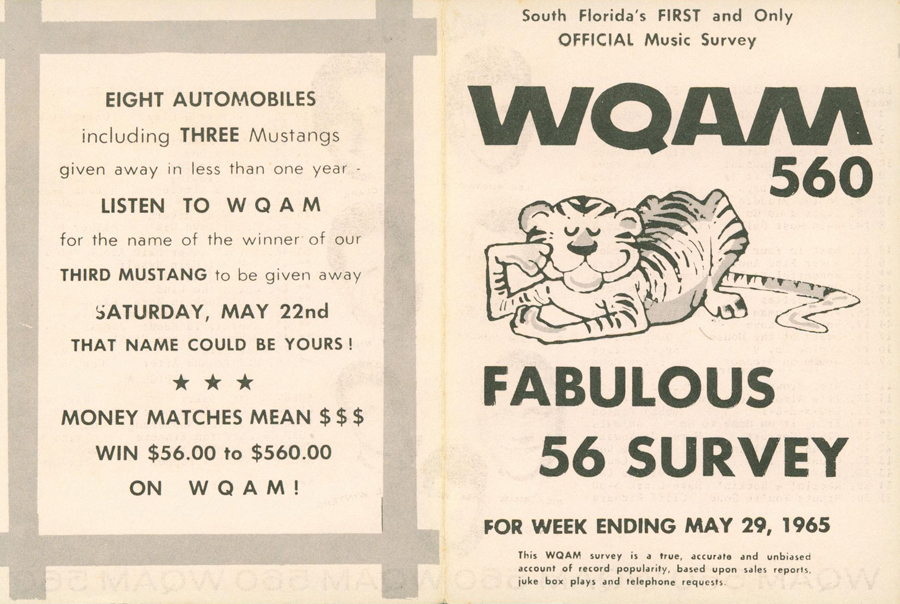 EIGHT AUTOMOBILES
including THREE Mustangs
given away in less than one year -
LISTEN TO WQAM
for the name of the winner of our
THIRD MUSTANG to be given away
SATURDAY, MAY 22nd
THAT NAME COULD BE YOURS!
★ ★ ★
MONEY MATCHES MEAN $$$
WIN $56.00 to $560.00
ON WQAM!
South Florida's FIRST and Only
OFFICIAL Music Survey
WQAM
560
FABULOUS
56 SURVEY
FOR WEEK ENDING MAY 29, 1965
This WQAM survey is a true, accurate and unbiased
account of record popularity, based upon sales reports,
juke box plays and telephone requests.